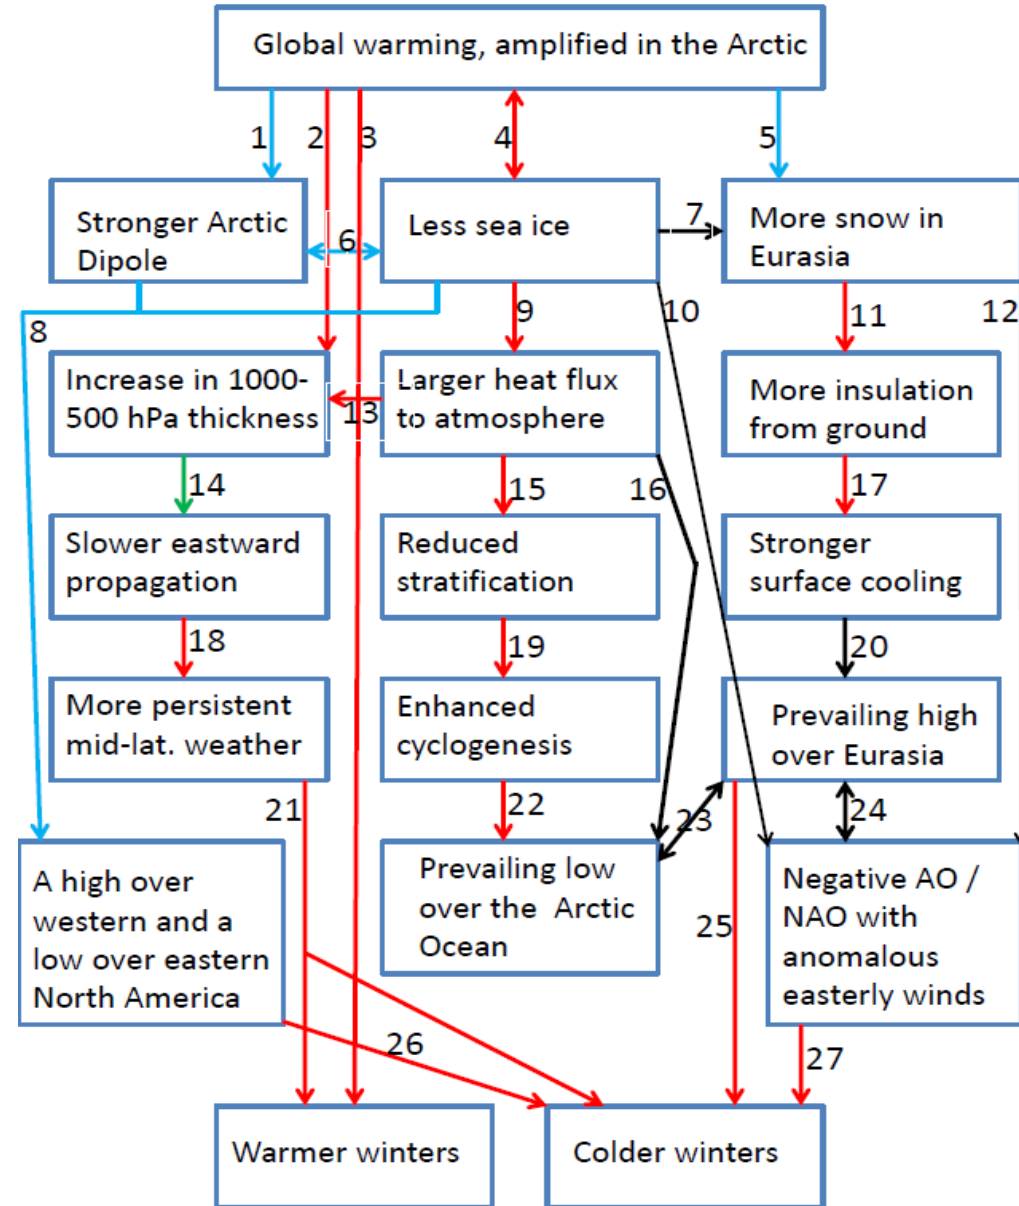 Global warming, amplified in the Arctic
1
2
3
4
5
Stronger Arctic
Dipole
6
Less sea ice
7
More snow in
Eurasia
8
9
10
11
12
Increase in 1000-
500 hPa thickness
13
Larger heat flux
to atmosphere
More insulation
from ground
14
15
16
17
Slower eastward
propagation
Reduced
stratification
Stronger
surface cooling
18
19
20
More persistent
mid-lat. weather
Enhanced
cyclogenesis
Prevailing high
over Eurasia
21
22
23
24
A high over
western and a
low over eastern
North America
Prevailing low
over the Arctic
Ocean
25
Negative AO /
NAO with
anomalous
easterly winds
26
27
Warmer winters
Colder winters